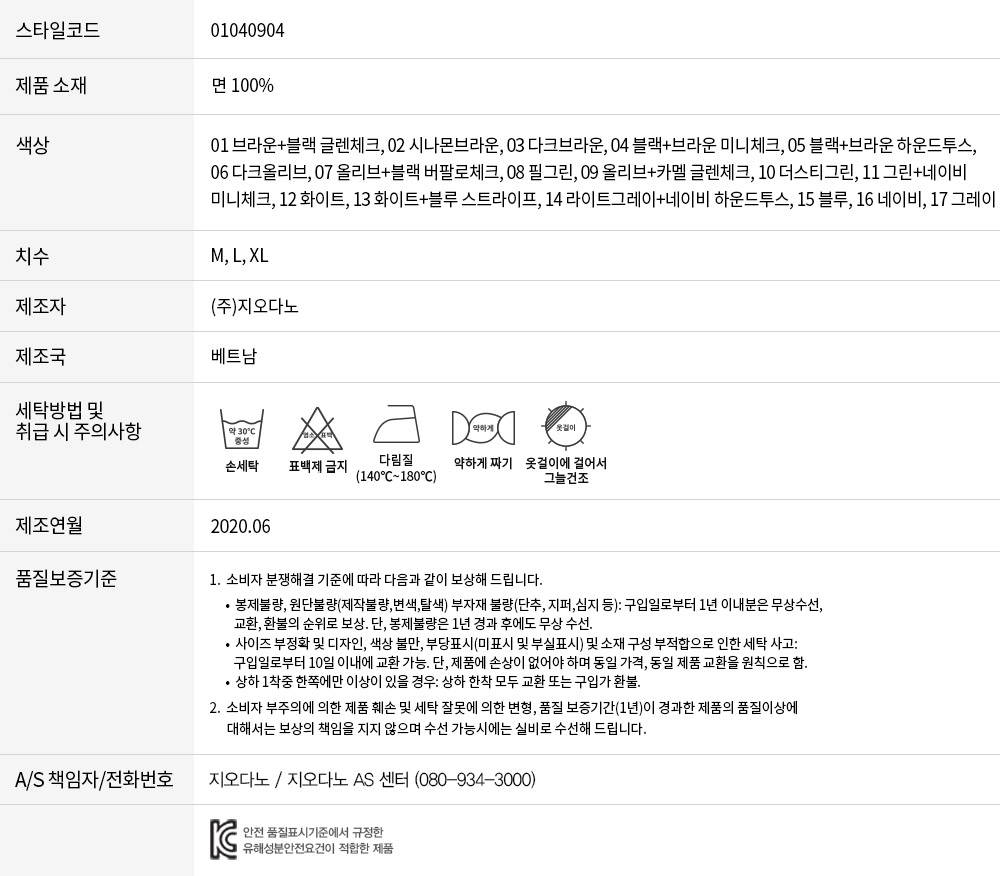 스타일코드 01040904
제품 소재 면 100%
색상 01 브라운+블랙 글렌체크, 02 시나몬브라운, 03 다크브라운, 04 블랙+브라운 미니체크, 05 블랙+브라운 하운드투스,
06 다크올리브, 07 올리브+블랙 버팔로체크, 08 필그린, 09 올리브+카멜 글렌체크, 10 더스티그린, 11 그린+네이비
미니체크, 12 화이트, 13 화이트+블루 스트라이프, 14 라이트그레이+네이비 하운드투스, 15 블루, 16 네이비, 17 그레이
치수 M, L, XL
제조자 (주)지오다노
제조국 베트남
세탁방법 및
취급 시 주의사항
약 30℃
중성
손세탁
염소 표백
표백제 금지
다림질
(140℃~180℃)
약하게
약하게 짜기
옷걸이
옷걸이에 걸어서
그늘건조
제조연월 2020.06
품질보증기준 1. 소비자 분쟁해결 기준에 따라 다음과 같이 보상해 드립니다.
• 봉제불량, 원단불량(제작불량,변색,탈색) 부자재 불량(단추, 지퍼,심지 등): 구입일로부터 1년 이내분은 무상수선,
교환, 환불의 순위로 보상. 단, 봉제불량은 1년 경과 후에도 무상 수선.
• 사이즈 부정확 및 디자인, 색상 불만, 부당표시(미표시 및 부실표시) 및 소재 구성 부적합으로 인한 세탁 사고:
구입일로부터 10일 이내에 교환 가능. 단, 제품에 손상이 없어야 하며 동일 가격, 동일 제품 교환을 원칙으로 함.
• 상하 1착중 한쪽에만 이상이 있을 경우: 상하 한착 모두 교환 또는 구입가 환불.
2. 소비자 부주의에 의한 제품 훼손 및 세탁 잘못에 의한 변형, 품질 보증기간(1년)이 경과한 제품의 품질이상에
대해서는 보상의 책임을 지지 않으며 수선 가능시에는 실비로 수선해 드립니다.
A/S 책임자/전화번호 지오다노 / 지오다노 AS 센터 (080-934-3000)
안전 품질표시기준에서 규정한
유해성분안전요건이 적합한 제품